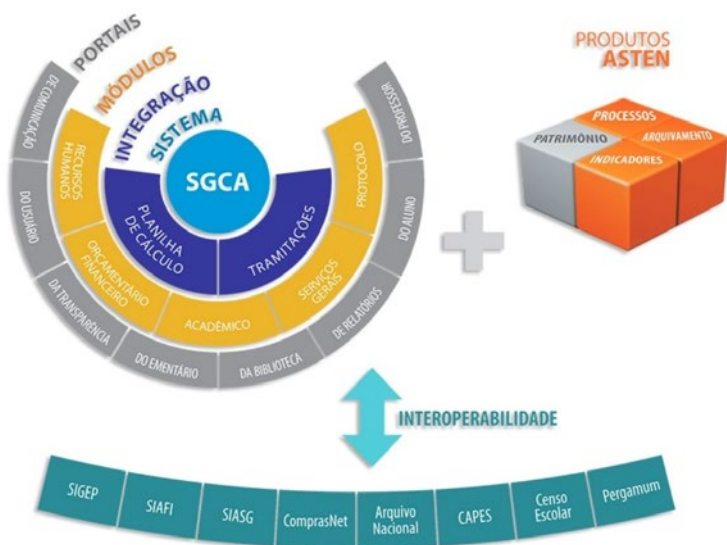 PORTAIS
MÓDULOS
INTEGRAÇÃO
SISTEMA
SGCA
PLANILHA
DE CÁLCULO
TRAMITAÇÕES
RECURSOS
HUMANOS
ORÇAMENTÁRIO
FINANCEIRO
ACADÊMICO
SERVIÇOS
GERAIS
PROTOCOLO
DE COMUNICAÇÃO
DO USUÁRIO
DA TRANSPARÊNCIA
DO EMENTÁRIO
DA BIBLIOTECA
DE RELATÓRIOS
DO ALUNO
DO PROFESSOR
PRODUTOS
ASTEN
PROCESSOS
PATRIMÔNIO
ARQUIVAMENTO
INDICADORES
INTEROPERABILIDADE
SIGEP
SIAFI
SIASG
ComprasNet
Arquivo
Nacional
CAPES
Censo
Escolar
Pergamum